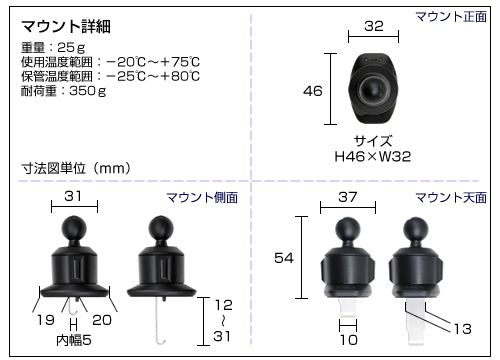 マウント詳細
重量：25ｇ
使用温度範囲：−20℃〜＋75℃
保管温度範囲：−25℃〜＋80℃
耐荷重：350ｇ
寸法図単位（mm）
マウント正面
32
46
サイズ
H46×W32
マウント側面
31
19
20
内幅5
12
〜
31
マウント天面
37
54
10
13